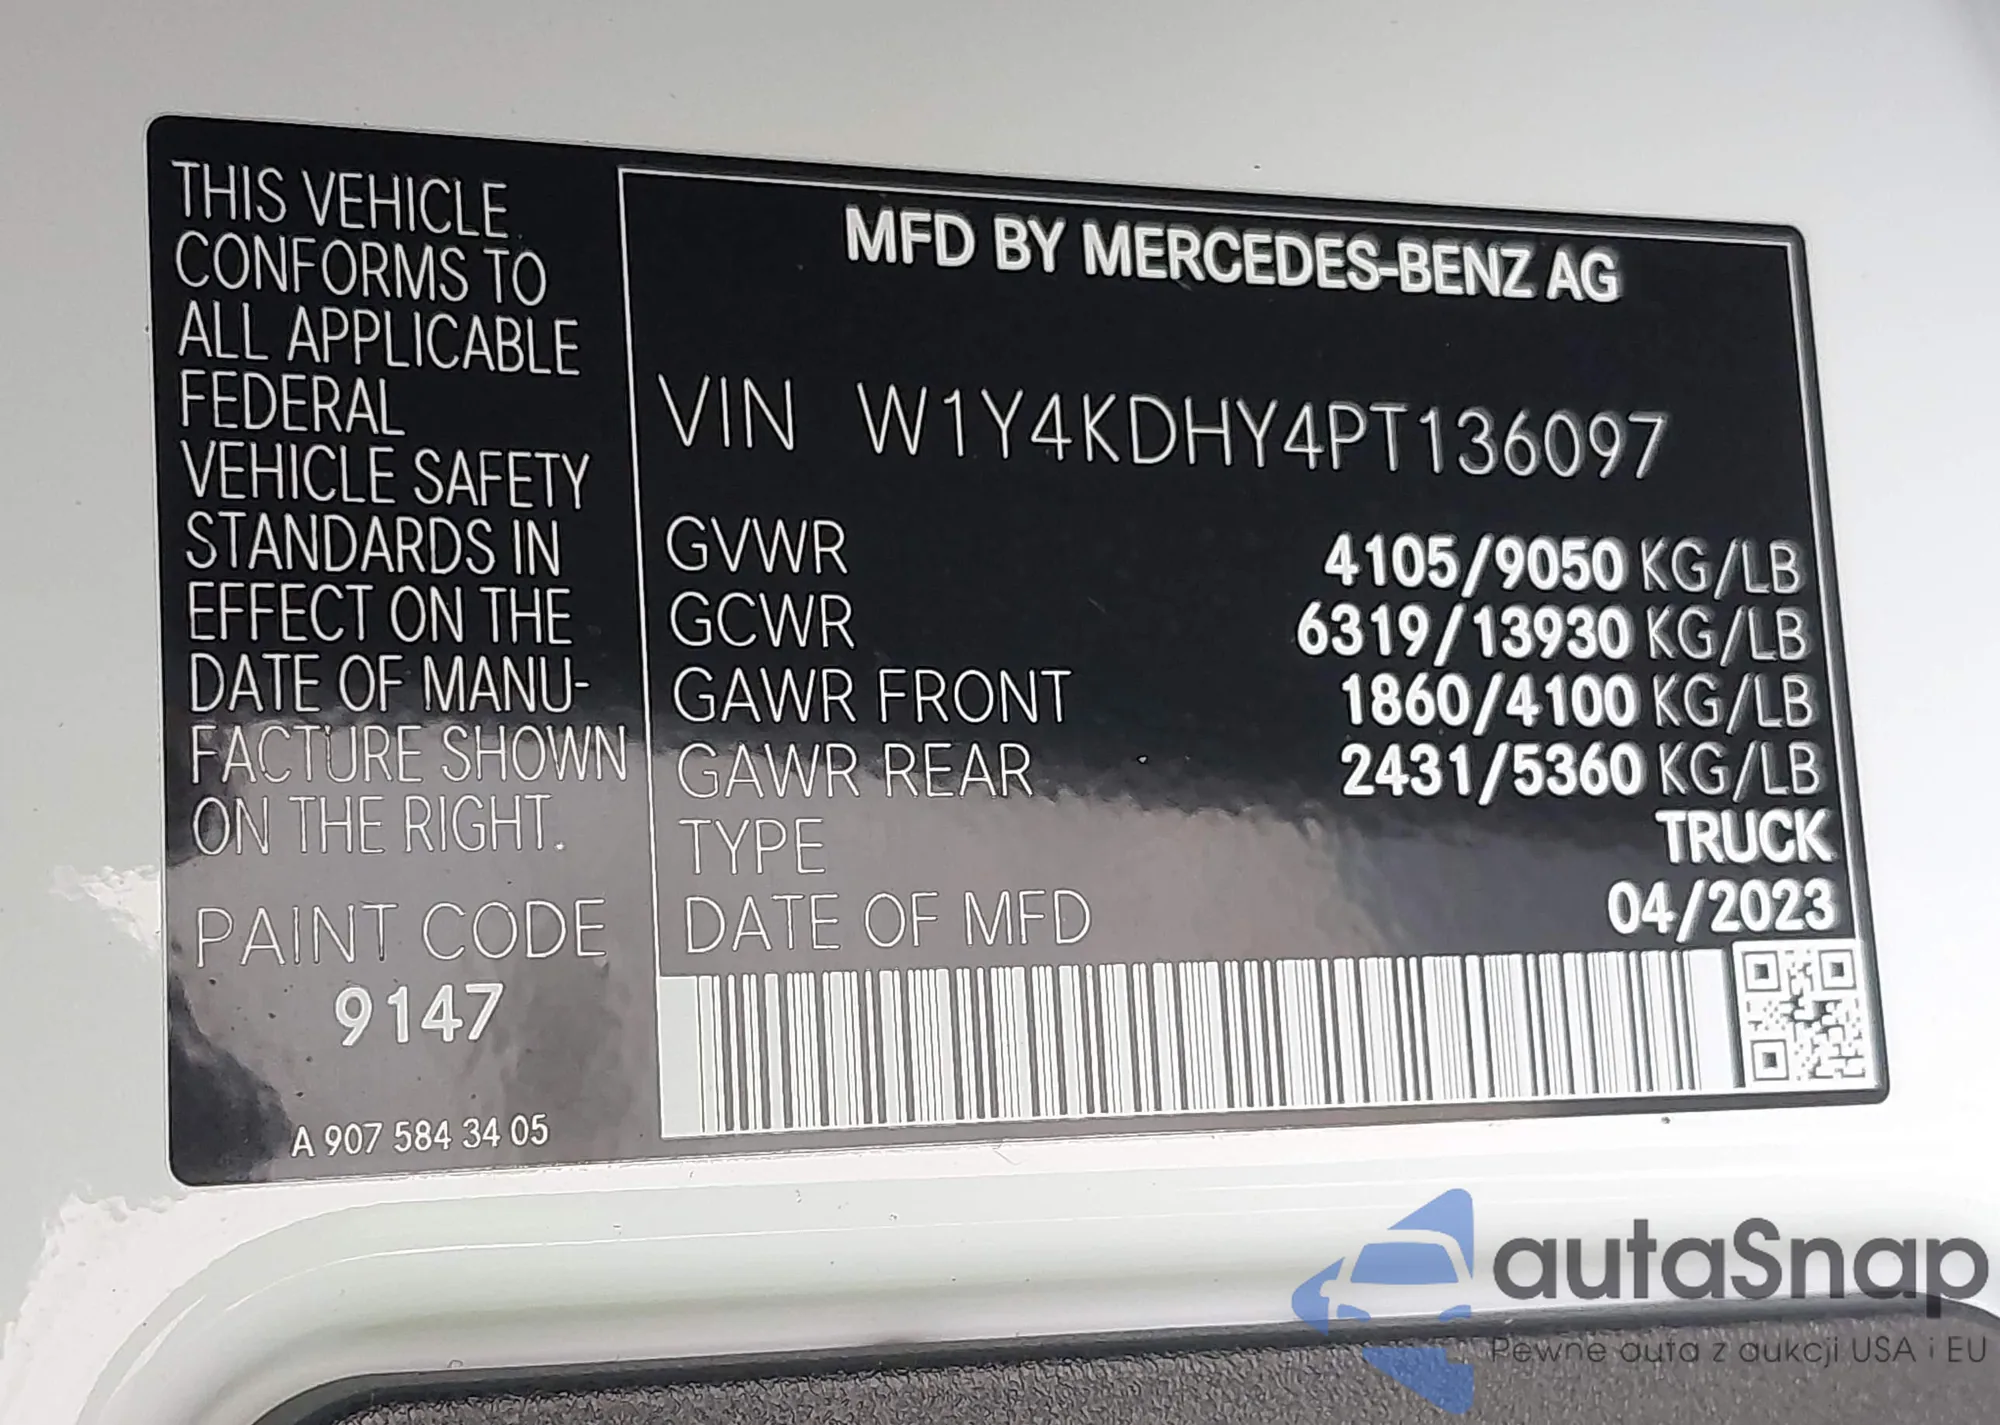 THIS VEHICLE
CONFORMS TO
ALL APPLICABLE
FEDERAL
VEHICLE SAFETY
STANDARDS IN
EFFECT ON THE
DATE OF MANU-
FACTURE SHOWN
ON THE RIGHT.
PAINT CODE
9147
A 907 584 34 05
MFD BY MERCEDES-BENZ AG
VIN W1Y4KDHY4PT136097
GVWR 4105/9050 KG/LB
GCWR 6319/13930 KG/LB
GAWR FRONT 1860/4100 KG/LB
GAWR REAR 2431/5360 KG/LB
TYPE TRUCK
DATE OF MFD 04/2023
autaSnap
Pewne auta z aukcji USA i EU